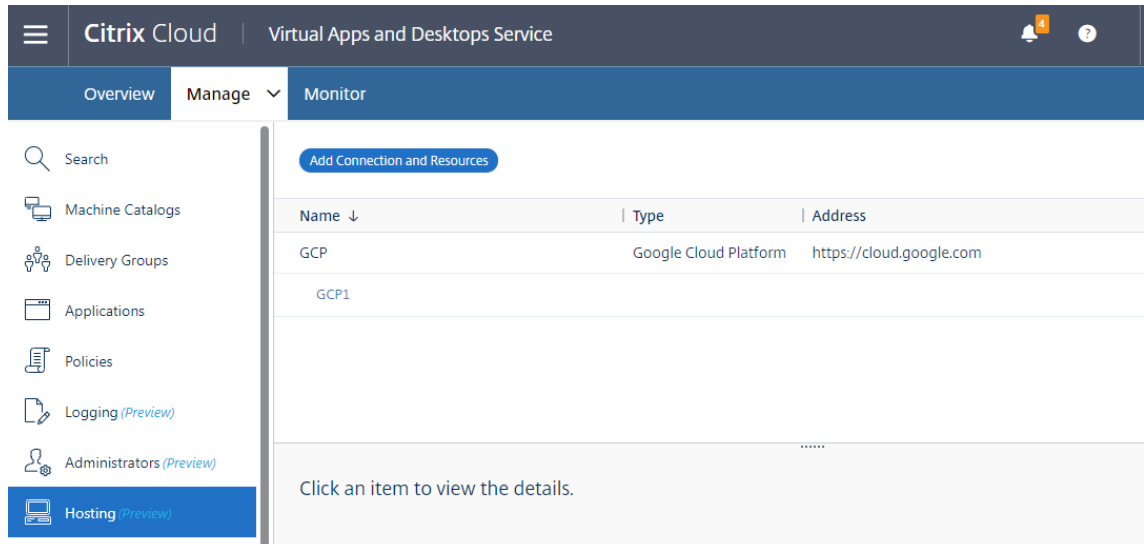 Citrix Cloud | Virtual Apps and Desktops Service 4 ?
Overview Manage Monitor
Search
Add Connection and Resources
Machine Catalogs
Name ↓ Type Address
Delivery Groups
GCP Google Cloud Platform https://cloud.google.com
GCP1
Applications
Policies
Logging (Preview)
Administrators (Preview)
Click an item to view the details.
Hosting (Preview)